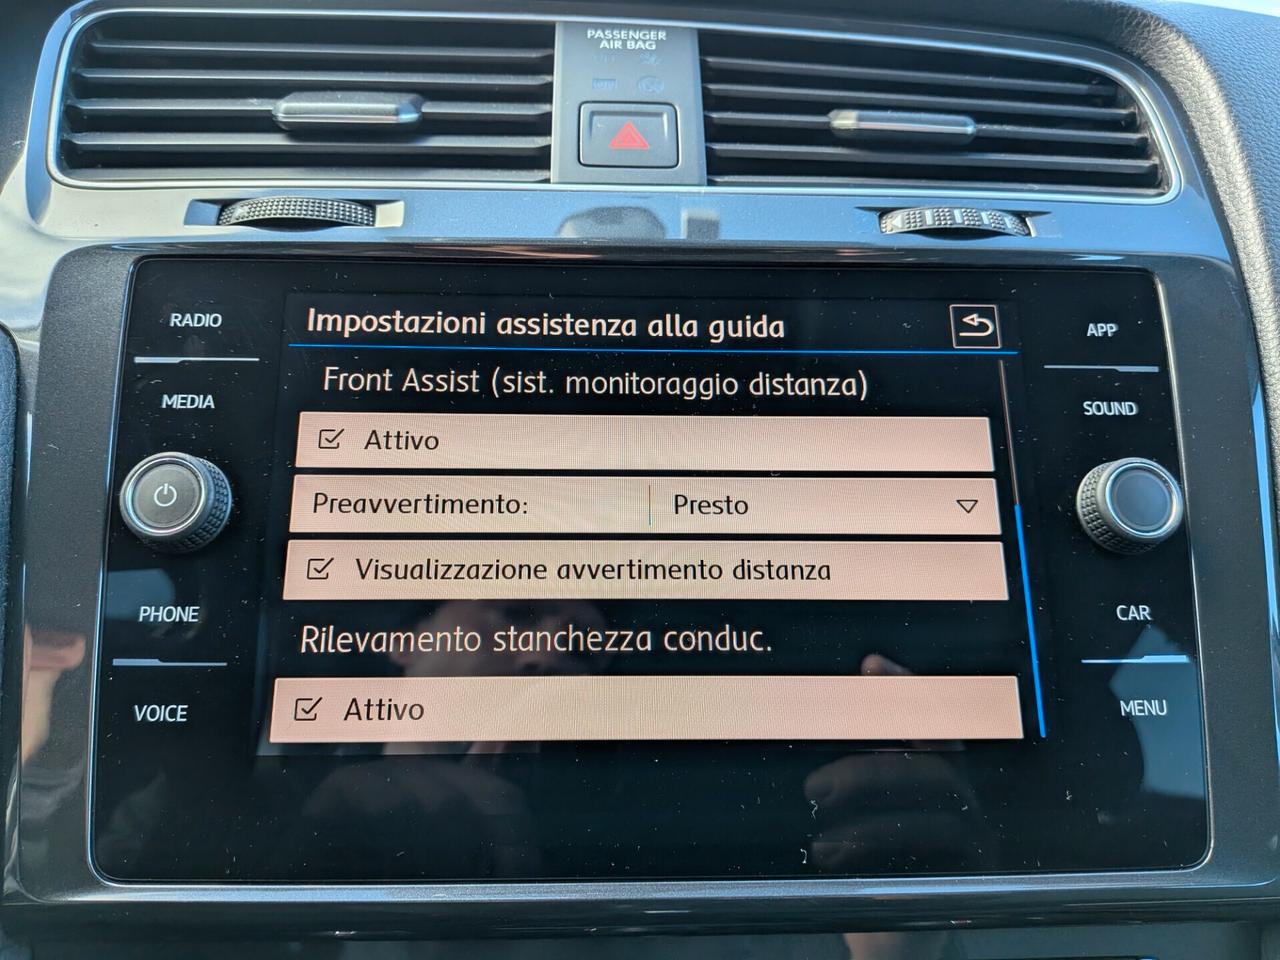 PASSENGER
AIR BAG
RADIO
MEDIA
PHONE
VOICE
Impostazioni assistenza alla guida
Front Assist (sist. monitoraggio distanza)
Attivo
Preavvertimento: Presto
Visualizzazione avvertimento distanza
Rilevamento stanchezza conduc.
Attivo
APP
SOUND
CAR
MENU